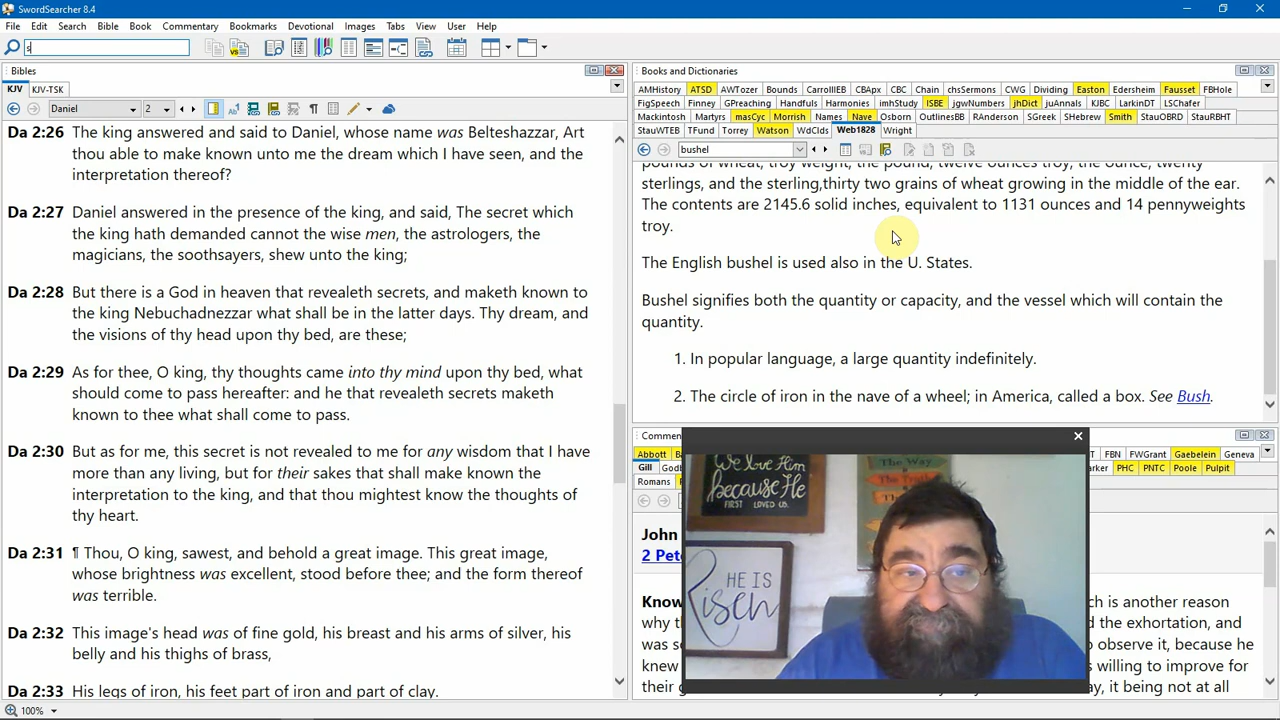 SwordSearcher 8.4
File Edit Search Bible Book Commentary Bookmarks Devotional Images Tabs View User Help
s
Bibles
KJV KJV-TSK
Daniel 2
Da 2:26 The king answered and said to Daniel, whose name was Belteshazzar, Art
thou able to make known unto me the dream which I have seen, and the
interpretation thereof?
Da 2:27 Daniel answered in the presence of the king, and said, The secret which
the king hath demanded cannot the wise men, the astrologers, the
magicians, the soothsayers, shew unto the king;
Da 2:28 But there is a God in heaven that revealeth secrets, and maketh known to
the king Nebuchadnezzar what shall be in the latter days. Thy dream, and
the visions of thy head upon thy bed, are these;
Da 2:29 As for thee, O king, thy thoughts came into thy mind upon thy bed, what
should come to pass hereafter: and he that revealeth secrets maketh
known to thee what shall come to pass.
Da 2:30 But as for me, this secret is not revealed to me for any wisdom that I have
more than any living, but for their sakes that shall make known the
interpretation to the king, and that thou mightest know the thoughts of
thy heart.
Da 2:31 ¶ Thou, O king, sawest, and behold a great image. This great image,
whose brightness was excellent, stood before thee; and the form thereof
was terrible.
Da 2:32 This image's head was of fine gold, his breast and his arms of silver, his
belly and his thighs of brass,
Da 2:33 His legs of iron, his feet part of iron and part of clay.
100%
Books and Dictionaries
AMHistory ATSD AWTozer Bounds CarrollIEB CBApx CBC Chain chsSermons CWG Dividing Easton Edersheim Fausset FBHole
FigSpeech Finney GPreaching Handfuls Harmonies imhStudy ISBE jgwNumbers jhDict juAnnals KJBC LarkinDT LSChafer
Mackintosh Martyrs masCyc Morrish Names Nave Osborn OutlinesBB RAnderson SGreek SHebrew Smith StauOBRD StauRBHT
StauWTEB TFund Torrey Watson WdClds Web1828 Wright
bushel
pounds of wheat, troy weight, the pound, twelve ounces troy, the ounce, twenty
sterlings, and the sterling,thirty two grains of wheat growing in the middle of the ear.
The contents are 2145.6 solid inches, equivalent to 1131 ounces and 14 pennyweights
troy.
The English bushel is used also in the U. States.
Bushel signifies both the quantity or capacity, and the vessel which will contain the
quantity.
1. In popular language, a large quantity indefinitely.
2. The circle of iron in the nave of a wheel; in America, called a box. See Bush.
Commen
Abbott FBN FWGrant Gaebelein Geneva
Gill PHC PNTC Poole Pulpit
Romans
John
2 Pet
Know ch is another reason
why th the exhortation, and
was so observe it, because he
knew s willing to improve for
their g ay, it being not at all
We love Him
because He
FIRST LOVED US.
The Way
HE IS
Risen